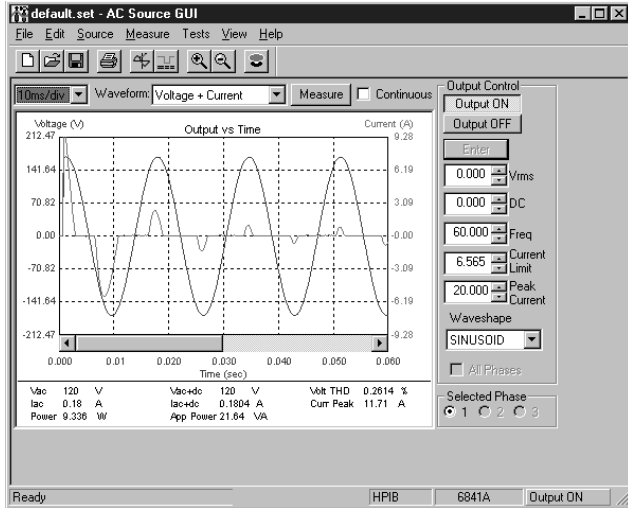 default.set - AC Source GUI
File Edit Source Measure Tests View Help
10ms/div Waveform: Voltage + Current Measure Continuous
Output Control
Output ON
Output OFF
Enter
0.000 Vrms
0.000 DC
60.000 Freq
6.565 Current Limit
20.000 Peak Current
Waveshape
SINUSOID
All Phases
Selected Phase
1 2 3
Voltage (V) Output vs Time Current (A)
212.47 9.28
141.64 6.19
70.82 3.09
0.00 -0.00
-70.82 -3.09
-141.64 -6.19
-212.47 -9.28
0.000 0.01 0.020 0.030 0.040 0.050 0.060
Time (sec)
Vac 120 V Vac+dc 120 V Volt THD 0.2614 %
Iac 0.18 A Iac+dc 0.1804 A Curr Peak 11.71 A
Power 9.336 W App Power 21.64 VA
Ready HPIB 6841A Output ON